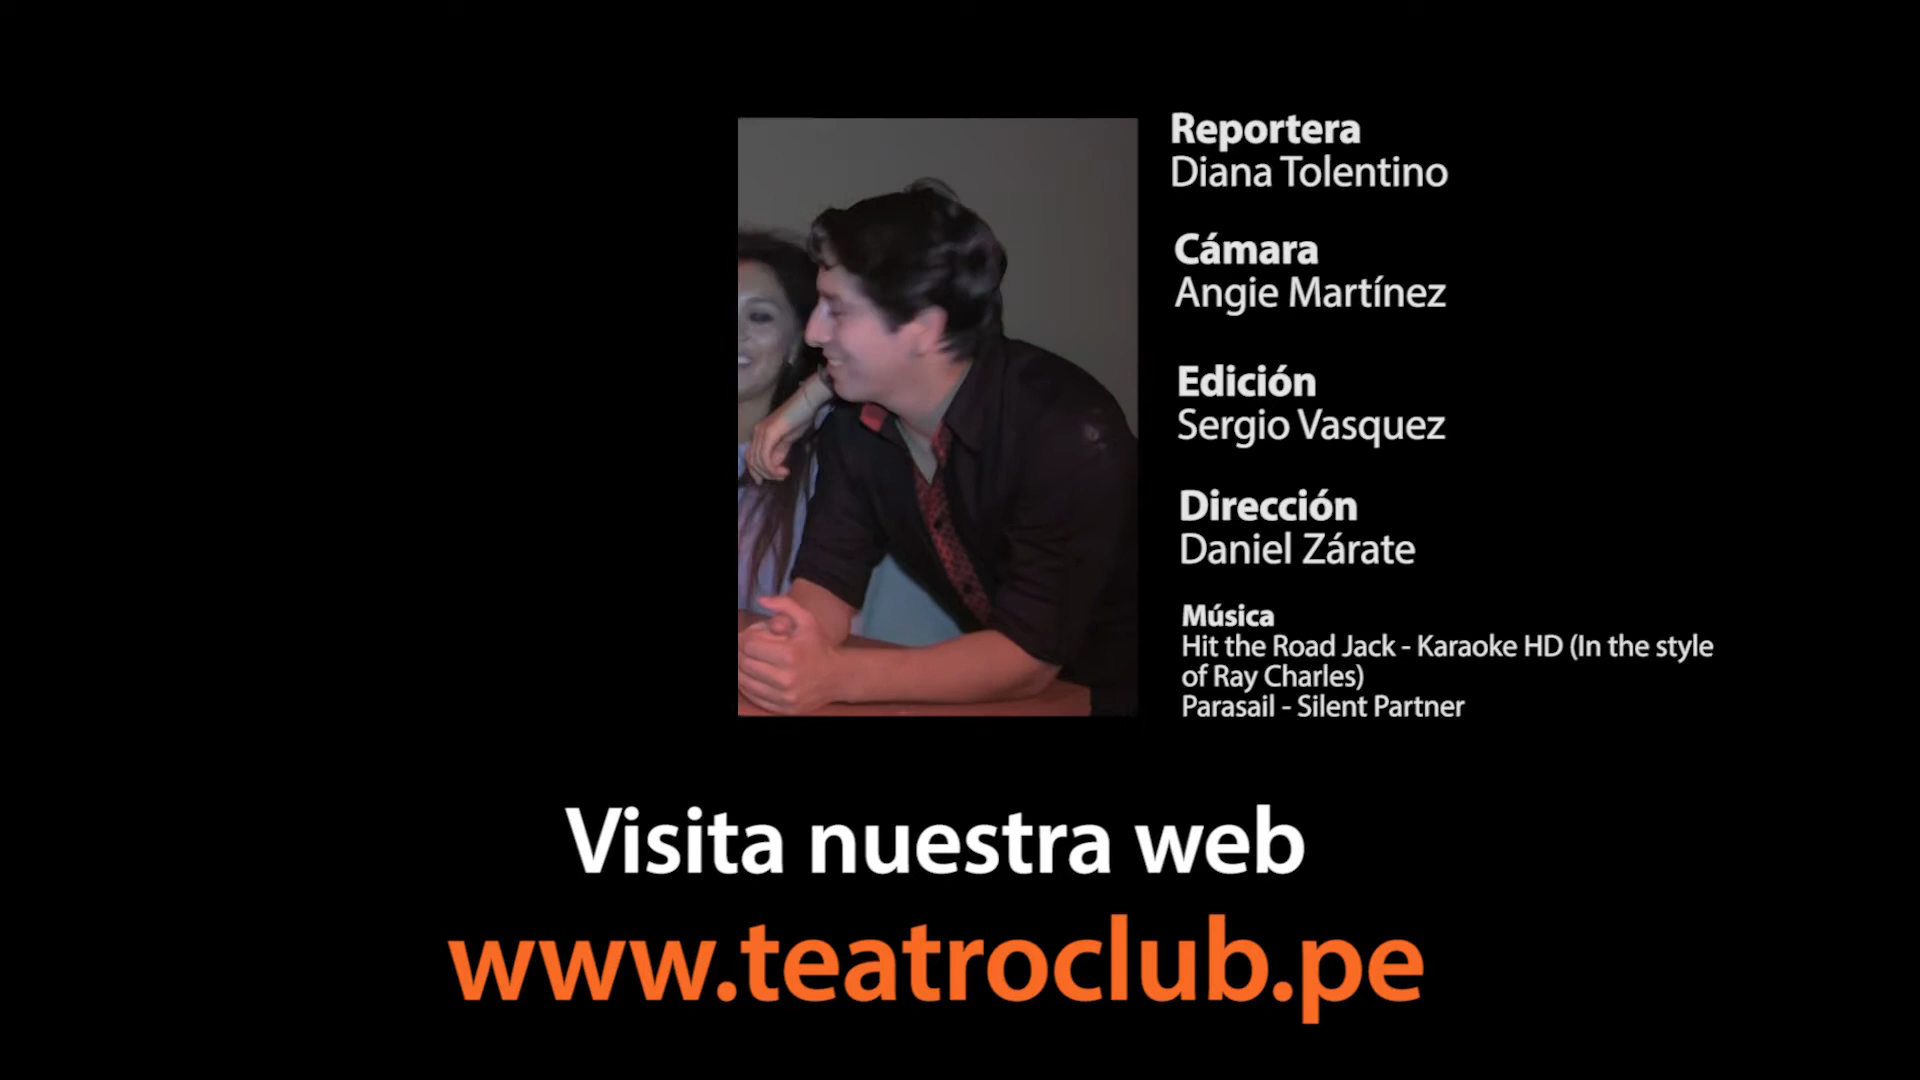 Reportera
Diana Tolentino
Cámara
Angie Martínez
Edición
Sergio Vasquez
Dirección
Daniel Zárate
Música
Hit the Road Jack - Karaoke HD (In the style
of Ray Charles)
Parasail - Silent Partner
Visita nuestra web
www.teatroclub.pe